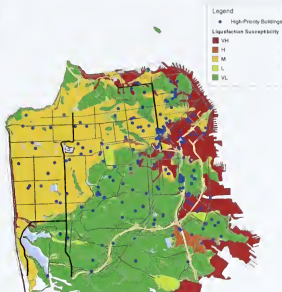 Legend
High-Priority Buildings
Liquefaction Susceptibility
VH
H
M
L
VL